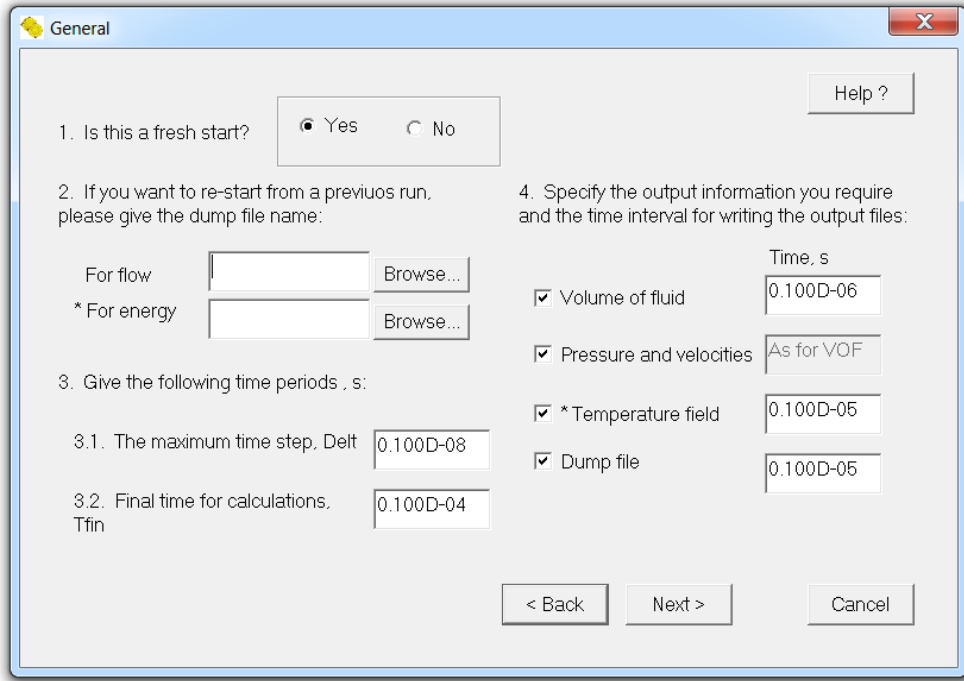 General
X
Help ?
1. Is this a fresh start?
Yes
No
2. If you want to re-start from a previuos run,
please give the dump file name:
For flow
Browse...
* For energy
Browse...
3. Give the following time periods , s:
3.1. The maximum time step, Delt
0.100D-08
3.2. Final time for calculations,
Tfin
0.100D-04
4. Specify the output information you require
and the time interval for writing the output files:
Time, s
Volume of fluid
0.100D-06
Pressure and velocities
As for VOF
* Temperature field
0.100D-05
Dump file
0.100D-05
< Back
Next >
Cancel